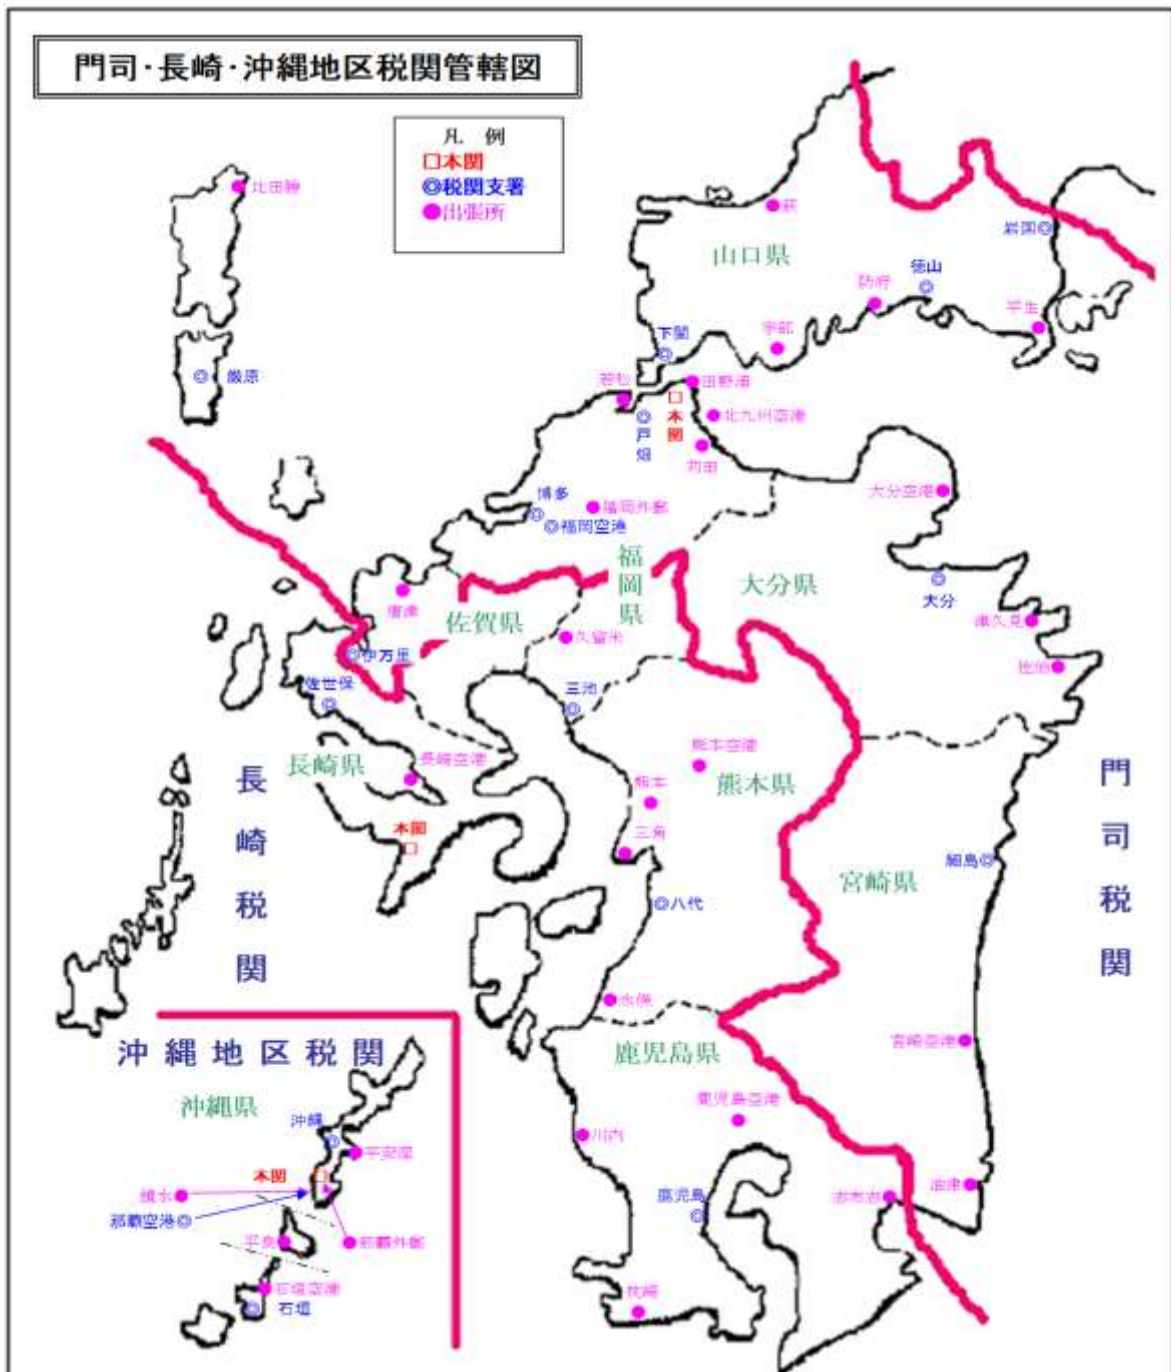 門司・長崎・沖縄地区税関管轄図
凡 例
□本関
◎税関支署
●出張所
比田勝
萩
岩国◎
山口県
徳山
防府
平生
宇部
下関
厳原
若松
田野浦
本関
北九州空港
戸畑
苅田
大分空港
博多
福岡外郵
福岡空港
福岡県
大分県
大分
唐津
佐賀県
津久見
久留米
伊万里
佐伯
佐世保
三池
熊本空港
長崎県
長崎空港
熊本県
熊本
長崎税関
門司税関
本関
三角
細島◎
宮崎県
◎八代
水俣
沖縄地区税関
鹿児島県
宮崎空港
沖縄県
鹿児島空港
沖縄
川内
平安座
本関
鏡水
鹿児島
志布志
油津
那覇空港◎
平良
那覇外郵
石垣空港
石垣
枕崎